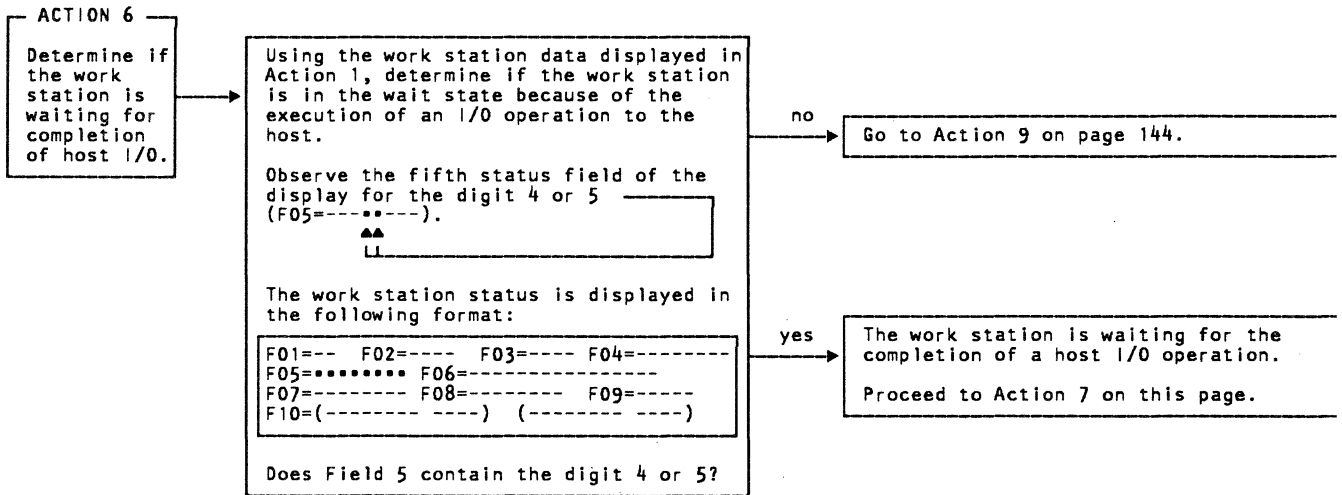 ACTION 6
Determine if
the work
station is
waiting for
completion
of host I/O.
Using the work station data displayed in
Action 1, determine if the work station
is in the wait state because of the
execution of an I/O operation to the
host.
Observe the fifth status field of the
display for the digit 4 or 5
(F05=---▪▪---).
The work station status is displayed in
the following format:
F01=-- F02=---- F03=---- F04=--------
F05=▪▪▪▪▪▪▪▪ F06=----------------
F07=-------- F08=-------- F09=-----
F10=(-------- ----) (-------- ----)
Does Field 5 contain the digit 4 or 5?
no
Go to Action 9 on page 144.
yes
The work station is waiting for the
completion of a host I/O operation.
Proceed to Action 7 on this page.